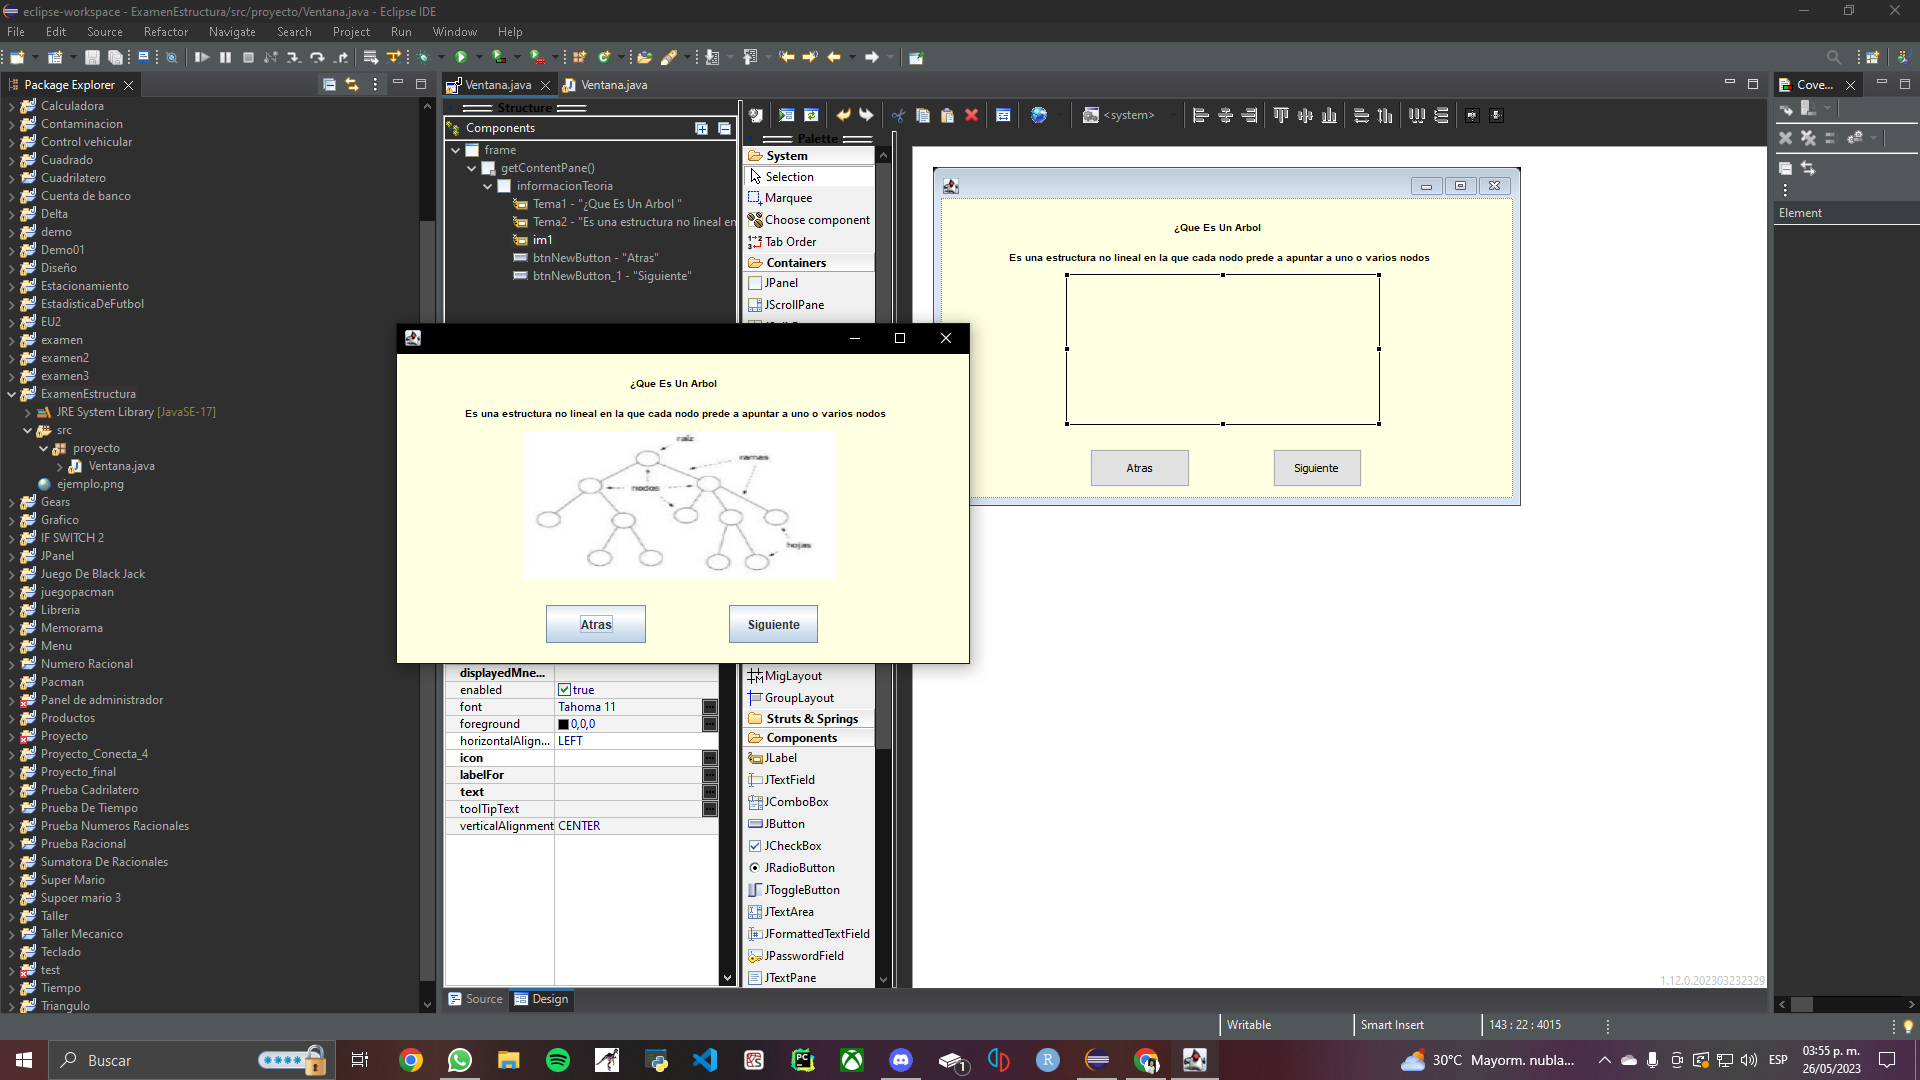 eclipse-workspace - ExamenEstructura/src/proyecto/Ventana.java - Eclipse IDE
File Edit Source Refactor Navigate Search Project Run Window Help
Package Explorer
Calculadora
Contaminacion
Control vehicular
Cuadrado
Cuadrilatero
Cuenta de banco
Delta
demo
Demo01
Diseño
Estacionamiento
EstadisticaDeFutbol
EU2
examen
examen2
examen3
ExamenEstructura
JRE System Library [JavaSE-17]
src
proyecto
Ventana.java
ejemplo.png
Gears
Grafico
IF SWITCH 2
JPanel
Juego De Black Jack
juegopacman
Libreria
Memorama
Menu
Numero Racional
Pacman
Panel de administrador
Productos
Proyecto
Proyecto_Conecta_4
Proyecto_final
Prueba Cadrilatero
Prueba De Tiempo
Prueba Numeros Racionales
Prueba Racional
Sumatora De Racionales
Super Mario
Supoer mario 3
Taller
Taller Mecanico
Teclado
test
Tiempo
Triangulo
Ventana.java
Ventana.java
Structure
Components
frame
getContentPane()
informacionTeoria
Tema1 - "¿Que Es Un Arbol "
Tema2 - "Es una estructura no lineal en
im1
btnNewButton - "Atras"
btnNewButton_1 - "Siguiente"
displayedMne...
enabled true
font Tahoma 11
foreground 0,0,0
horizontalAlign... LEFT
icon
labelFor
text
toolTipText
verticalAlignment CENTER
Source Design
<system>
Palette
System
Selection
Marquee
Choose component
Tab Order
Containers
JPanel
JScrollPane
MigLayout
GroupLayout
Struts & Springs
Components
JLabel
JTextField
JComboBox
JButton
JCheckBox
JRadioButton
JToggleButton
JTextArea
JFormattedTextField
JPasswordField
JTextPane
¿Que Es Un Arbol
Es una estructura no lineal en la que cada nodo prede a apuntar a uno o varios nodos
Atras Siguiente
¿Que Es Un Arbol
Es una estructura no lineal en la que cada nodo prede a apuntar a uno o varios nodos
raiz
ramas
nodos
hojas
Atras Siguiente
1.12.0.202303232329
Cove...
Element
Writable Smart Insert 143 : 22 : 4015
Buscar
1
30°C Mayorm. nubla...
ESP
03:55 p. m.
26/05/2023